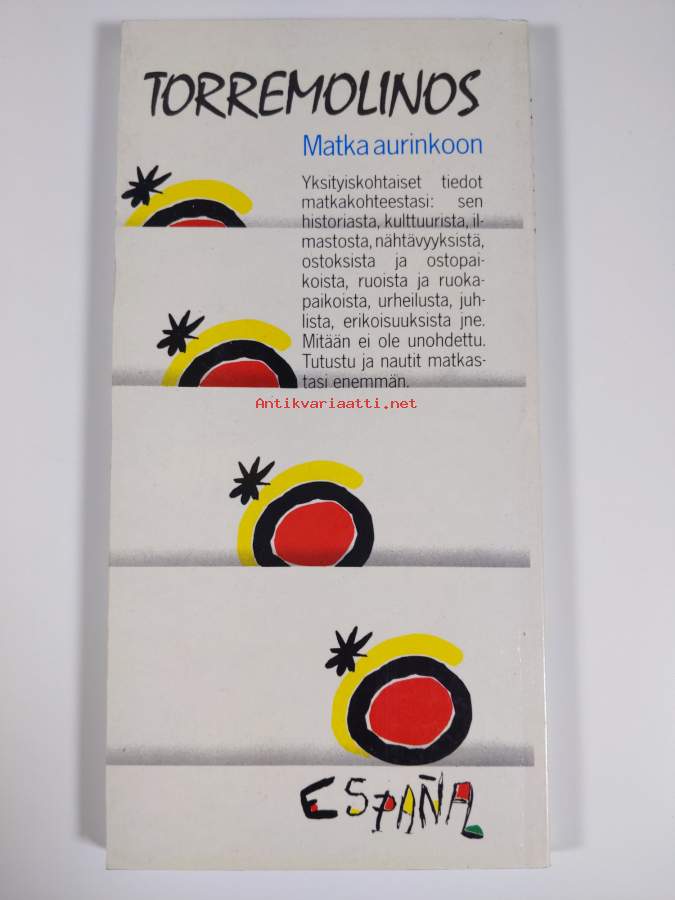 TORREMOLINOS
Matka aurinkoon
Yksityiskohtaiset tiedot
matkakohteestasi: sen
historiasta, kulttuurista, il-
mastosta, nähtävyyksistä,
ostoksista ja ostopai-
koista, ruoista ja ruoka-
paikoista, urheilusta, juh-
lista, erikoisuuksista jne.
Mitään ei ole unohdettu.
Tutustu ja nautit matkas-
tasi enemmän.
Antikvariaatti.net
ESPAÑA